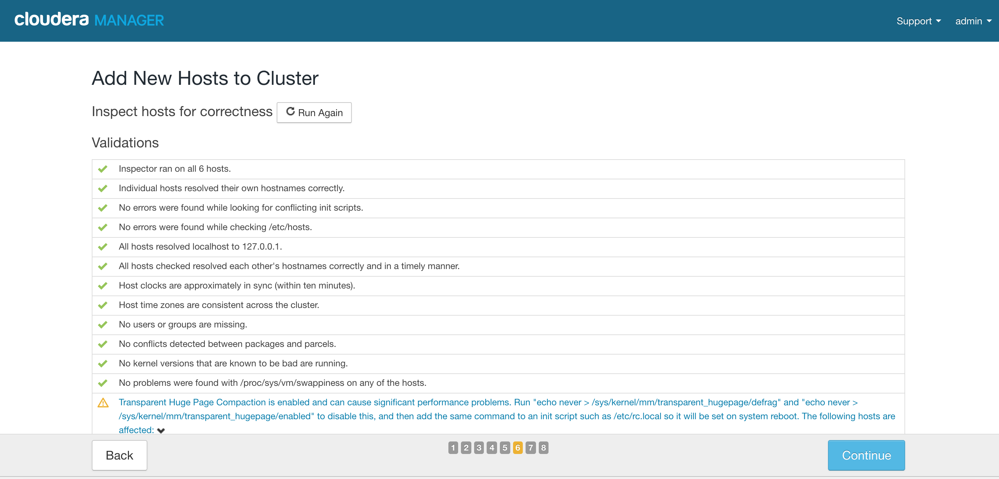 cloudera MANAGER
Support admin
Add New Hosts to Cluster
Inspect hosts for correctness Run Again
Validations
Inspector ran on all 6 hosts.
Individual hosts resolved their own hostnames correctly.
No errors were found while looking for conflicting init scripts.
No errors were found while checking /etc/hosts.
All hosts resolved localhost to 127.0.0.1.
All hosts checked resolved each other's hostnames correctly and in a timely manner.
Host clocks are approximately in sync (within ten minutes).
Host time zones are consistent across the cluster.
No users or groups are missing.
No conflicts detected between packages and parcels.
No kernel versions that are known to be bad are running.
No problems were found with /proc/sys/vm/swappiness on any of the hosts.
Transparent Huge Page Compaction is enabled and can cause significant performance problems. Run "echo never > /sys/kernel/mm/transparent_hugepage/defrag" and "echo never >
/sys/kernel/mm/transparent_hugepage/enabled" to disable this, and then add the same command to an init script such as /etc/rc.local so it will be set on system reboot. The following hosts are
affected:
Back 1 2 3 4 5 6 7 8 Continue